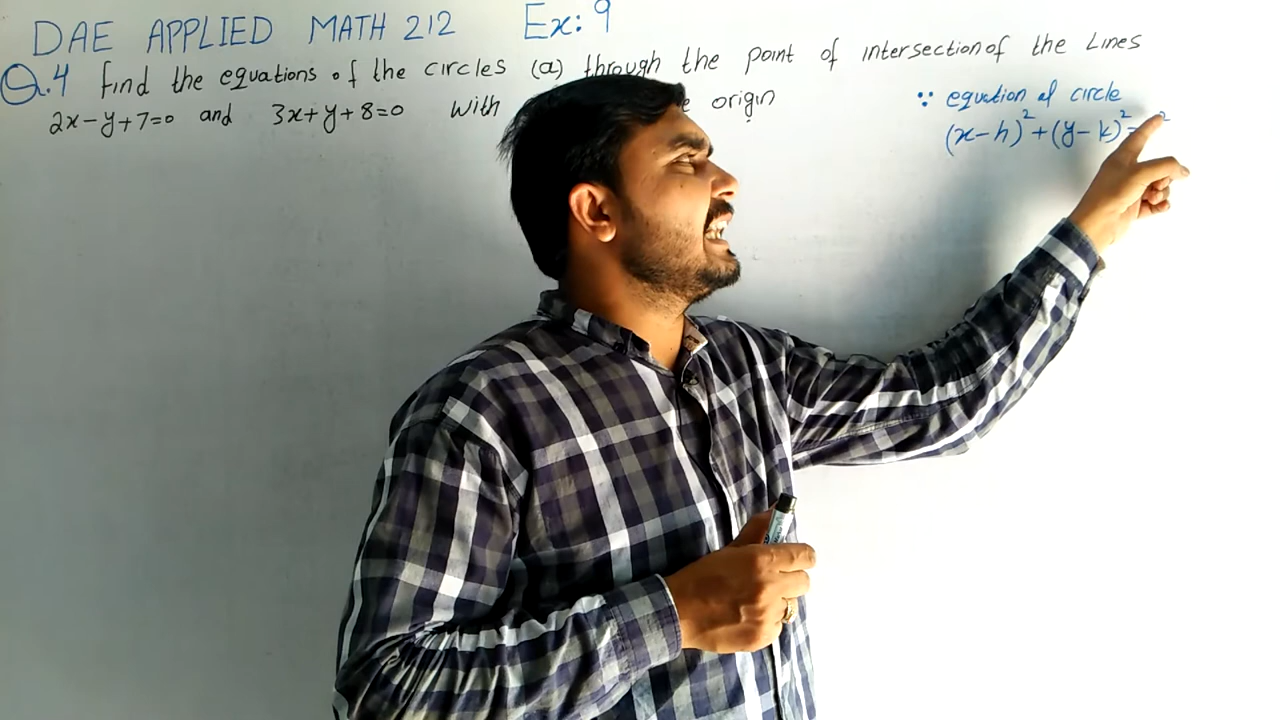 DAE APPLIED MATH 212 Ex: 9
Q.4 find the equations of the circles (a) through the point of intersection of the Lines
2x-y+7=0 and 3x+y+8=0 with origin
∵ equation of circle
(x-h)²+(y-k)²= ²